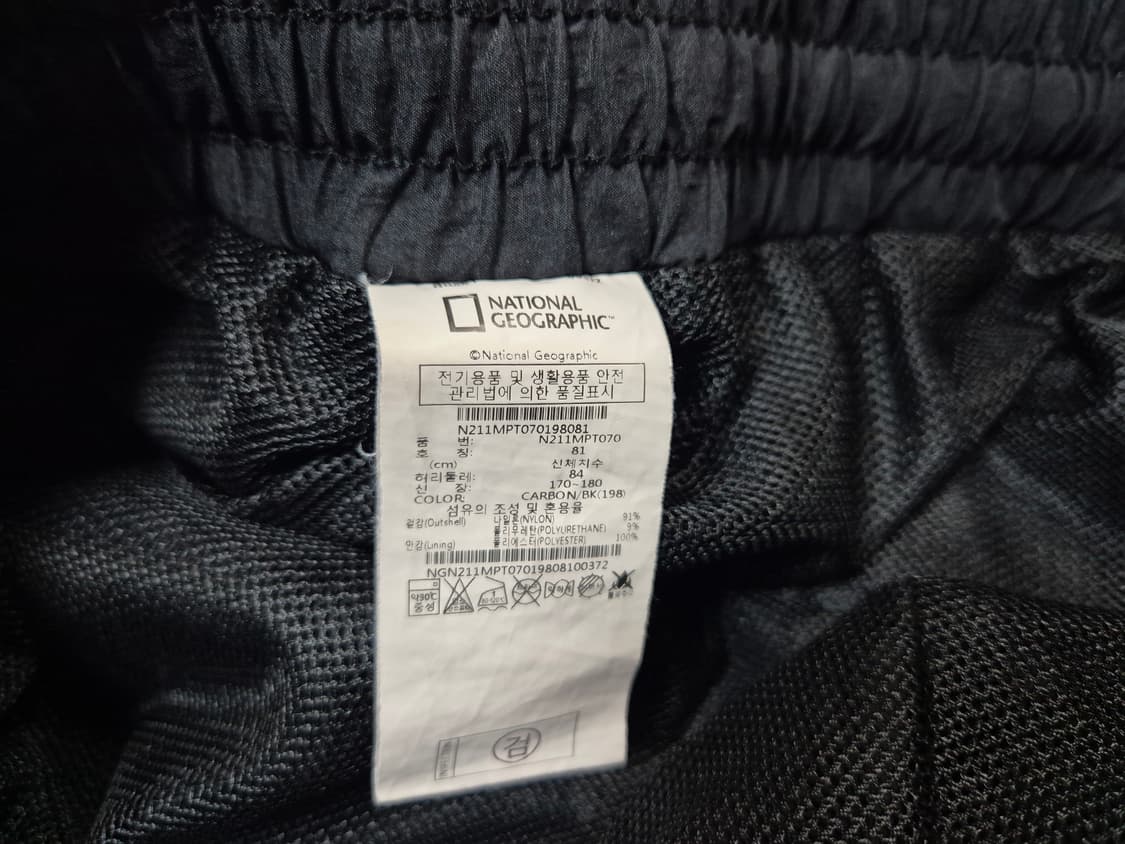 NATIONAL
GEOGRAPHIC™
©National Geographic
전기용품 및 생활용품 안전
관리법에 의한 품질표시
N211MPT070198081
품 번: N211MPT070
호 칭: 81
(cm) 신체치수
허리둘레: 84
신 장: 170~180
COLOR: CARBON/BK(198)
섬유의 조성 및 혼용율
겉감(Outshell) 나일론(NYLON) 91%
폴리우레탄(POLYURETHANE) 9%
안감(Lining) 폴리에스터(POLYESTER) 100%
NGN211MPT07019808100372
약30℃
중성
검